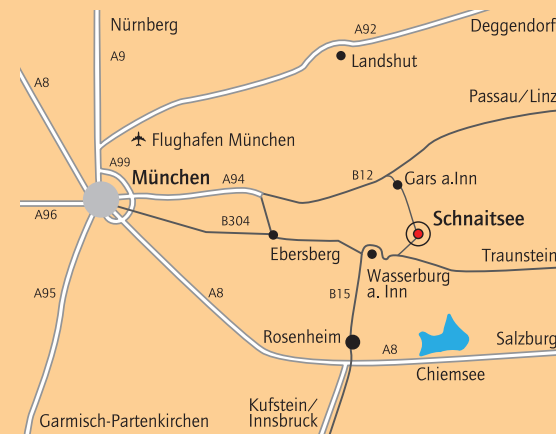 Nürnberg
A92
Deggendorf
A9
Landshut
A8
Passau/Linz
Flughafen München
A99
München
A94
B12
Gars a.Inn
A96
B304
Schnaitsee
Ebersberg
Traunstein
Wasserburg
a. Inn
A95
A8
B15
Rosenheim
A8
Salzburg
Chiemsee
Kufstein/
Innsbruck
Garmisch-Partenkirchen